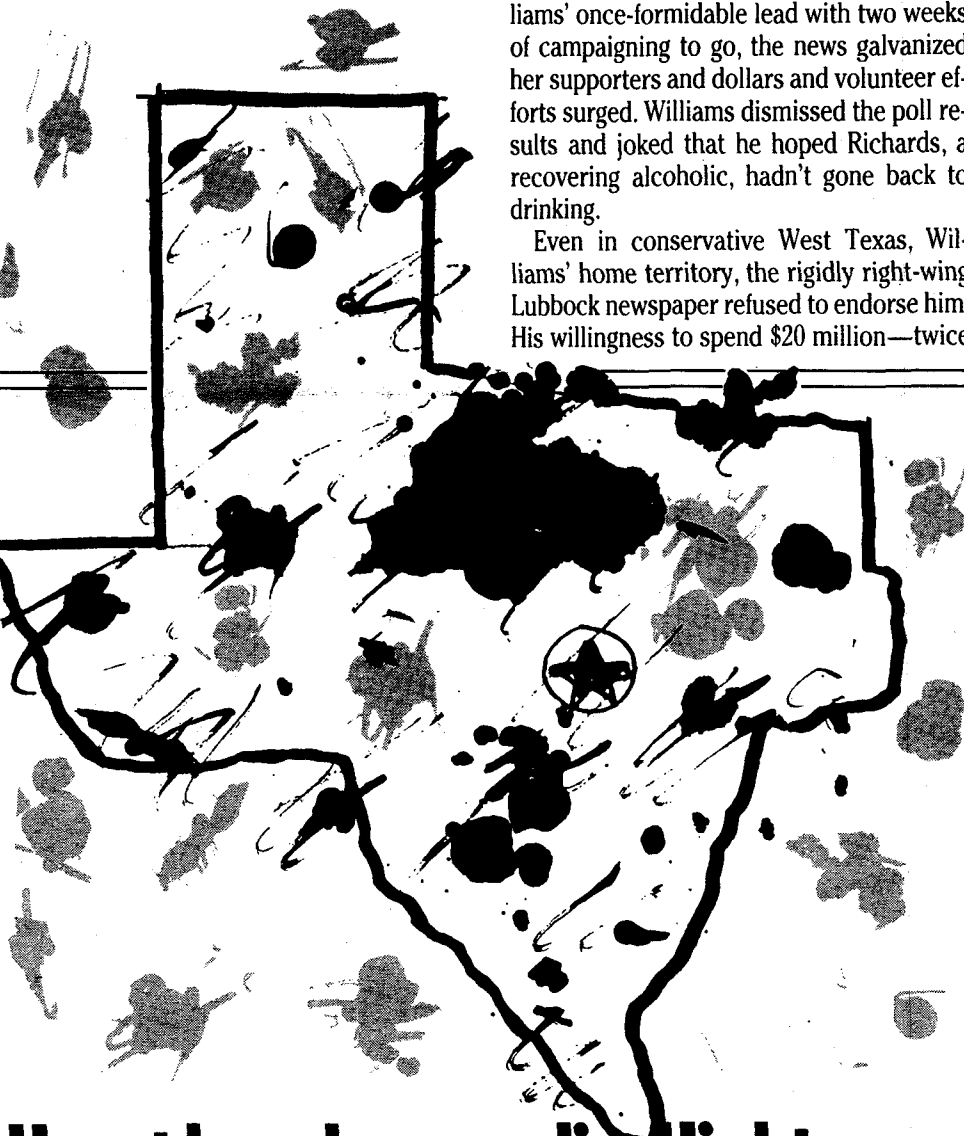 liams' once-formidable lead with two weeks
of campaigning to go, the news galvanized
her supporters and dollars and volunteer ef-
forts surged. Williams dismissed the poll re-
sults and joked that he hoped Richards, a
recovering alcoholic, hadn't gone back to
drinking.
Even in conservative West Texas, Wil-
liams' home territory, the rigidly right-wing
Lubbock newspaper refused to endorse him
His willingness to spend $20 million—twice